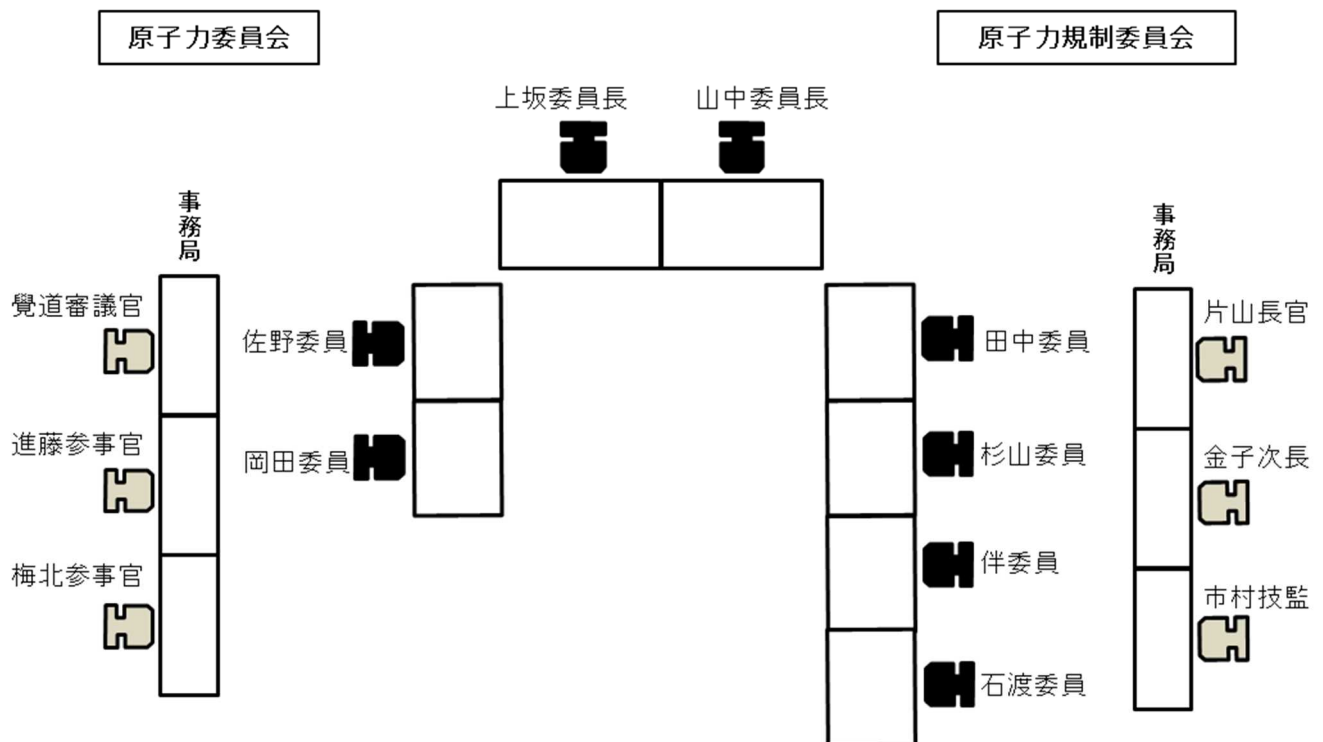 原子力委員会
原子力規制委員会
上坂委員長
山中委員長
事務局
覺道審議官
進藤参事官
梅北参事官
佐野委員
岡田委員
田中委員
杉山委員
伴委員
石渡委員
事務局
片山長官
金子次長
市村技監